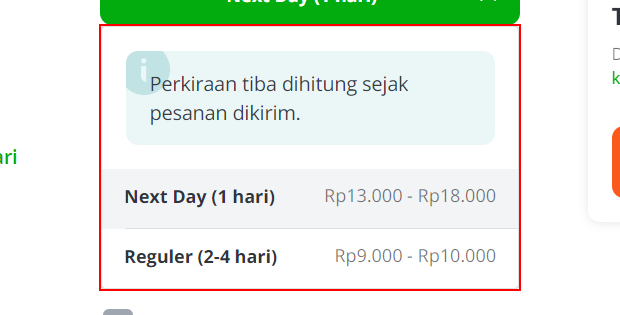 Next Day (1 hari)
Perkiraan tiba dihitung sejak
pesanan dikirim.
ari
Next Day (1 hari) Rp13.000 - Rp18.000
Reguler (2-4 hari) Rp9.000 - Rp10.000